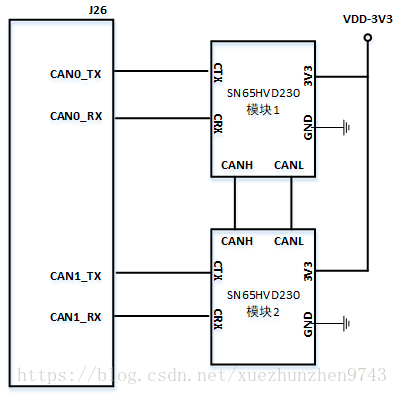 J26
VDD-3V3
CAN0_TX
CTX
SN65HVD230
模块1
3V3
CAN0_RX
CRX
GND
CANH
CANL
CANH
CANL
CAN1_TX
CTX
SN65HVD230
模块2
3V3
CAN1_RX
CRX
GND
https://blog.csdn.net/xuezhunzhen9743